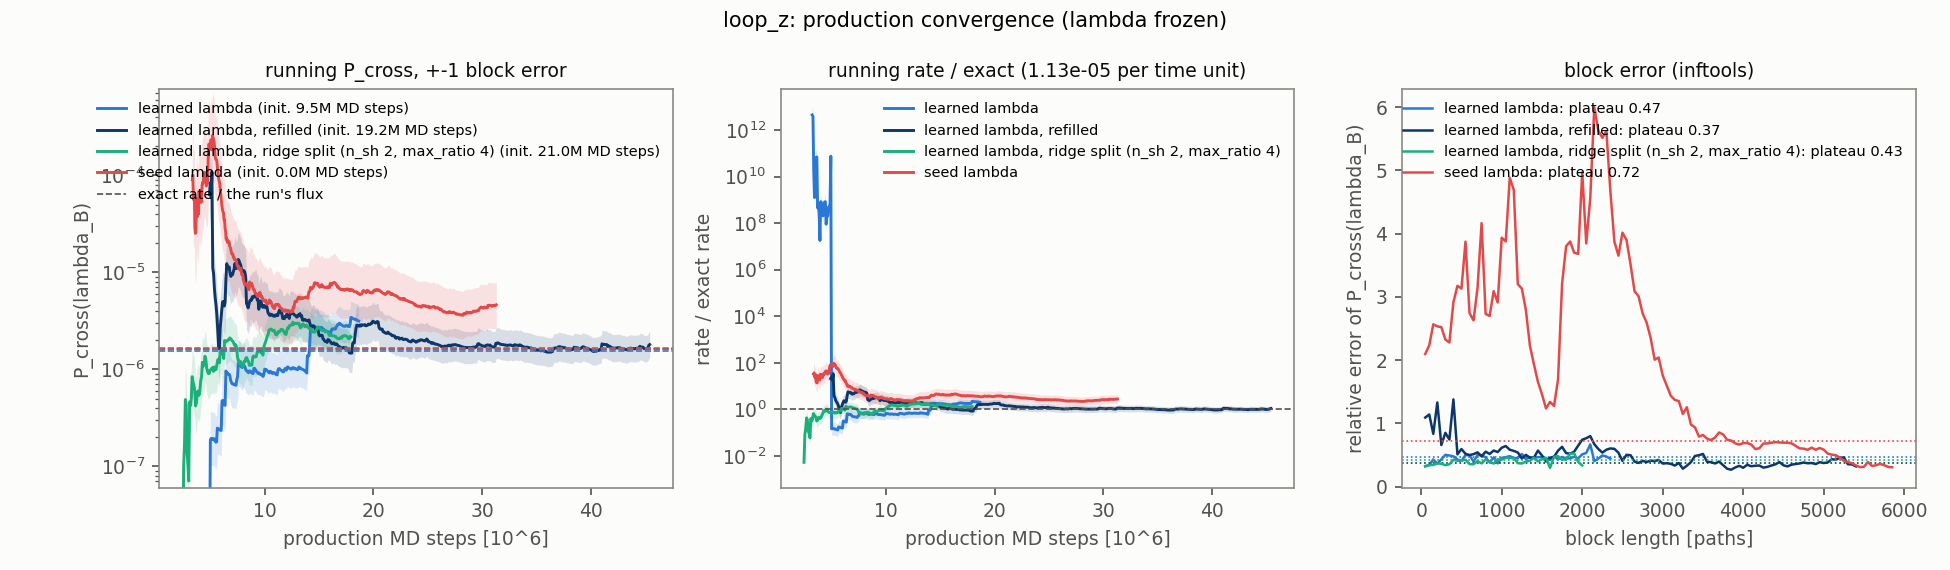 loop_z: production convergence (lambda frozen)
running P_cross, +-1 block error
learned lambda (init. 9.5M MD steps)
learned lambda, refilled (init. 19.2M MD steps)
learned lambda, ridge split (n_sh 2, max_ratio 4) (init. 21.0M MD steps)
seed lambda (init. 0.0M MD steps)
exact rate / the run's flux
P_cross(lambda_B)
10^-4
10^-5
10^-6
10^-7
10 20 30 40
production MD steps [10^6]
running rate / exact (1.13e-05 per time unit)
learned lambda
learned lambda, refilled
learned lambda, ridge split (n_sh 2, max_ratio 4)
seed lambda
rate / exact rate
10^12
10^10
10^8
10^6
10^4
10^2
10^0
10^-2
10 20 30 40
production MD steps [10^6]
block error (inftools)
learned lambda: plateau 0.47
learned lambda, refilled: plateau 0.37
learned lambda, ridge split (n_sh 2, max_ratio 4): plateau 0.43
seed lambda: plateau 0.72
relative error of P_cross(lambda_B)
6
5
4
3
2
1
0
0 1000 2000 3000 4000 5000 6000
block length [paths]